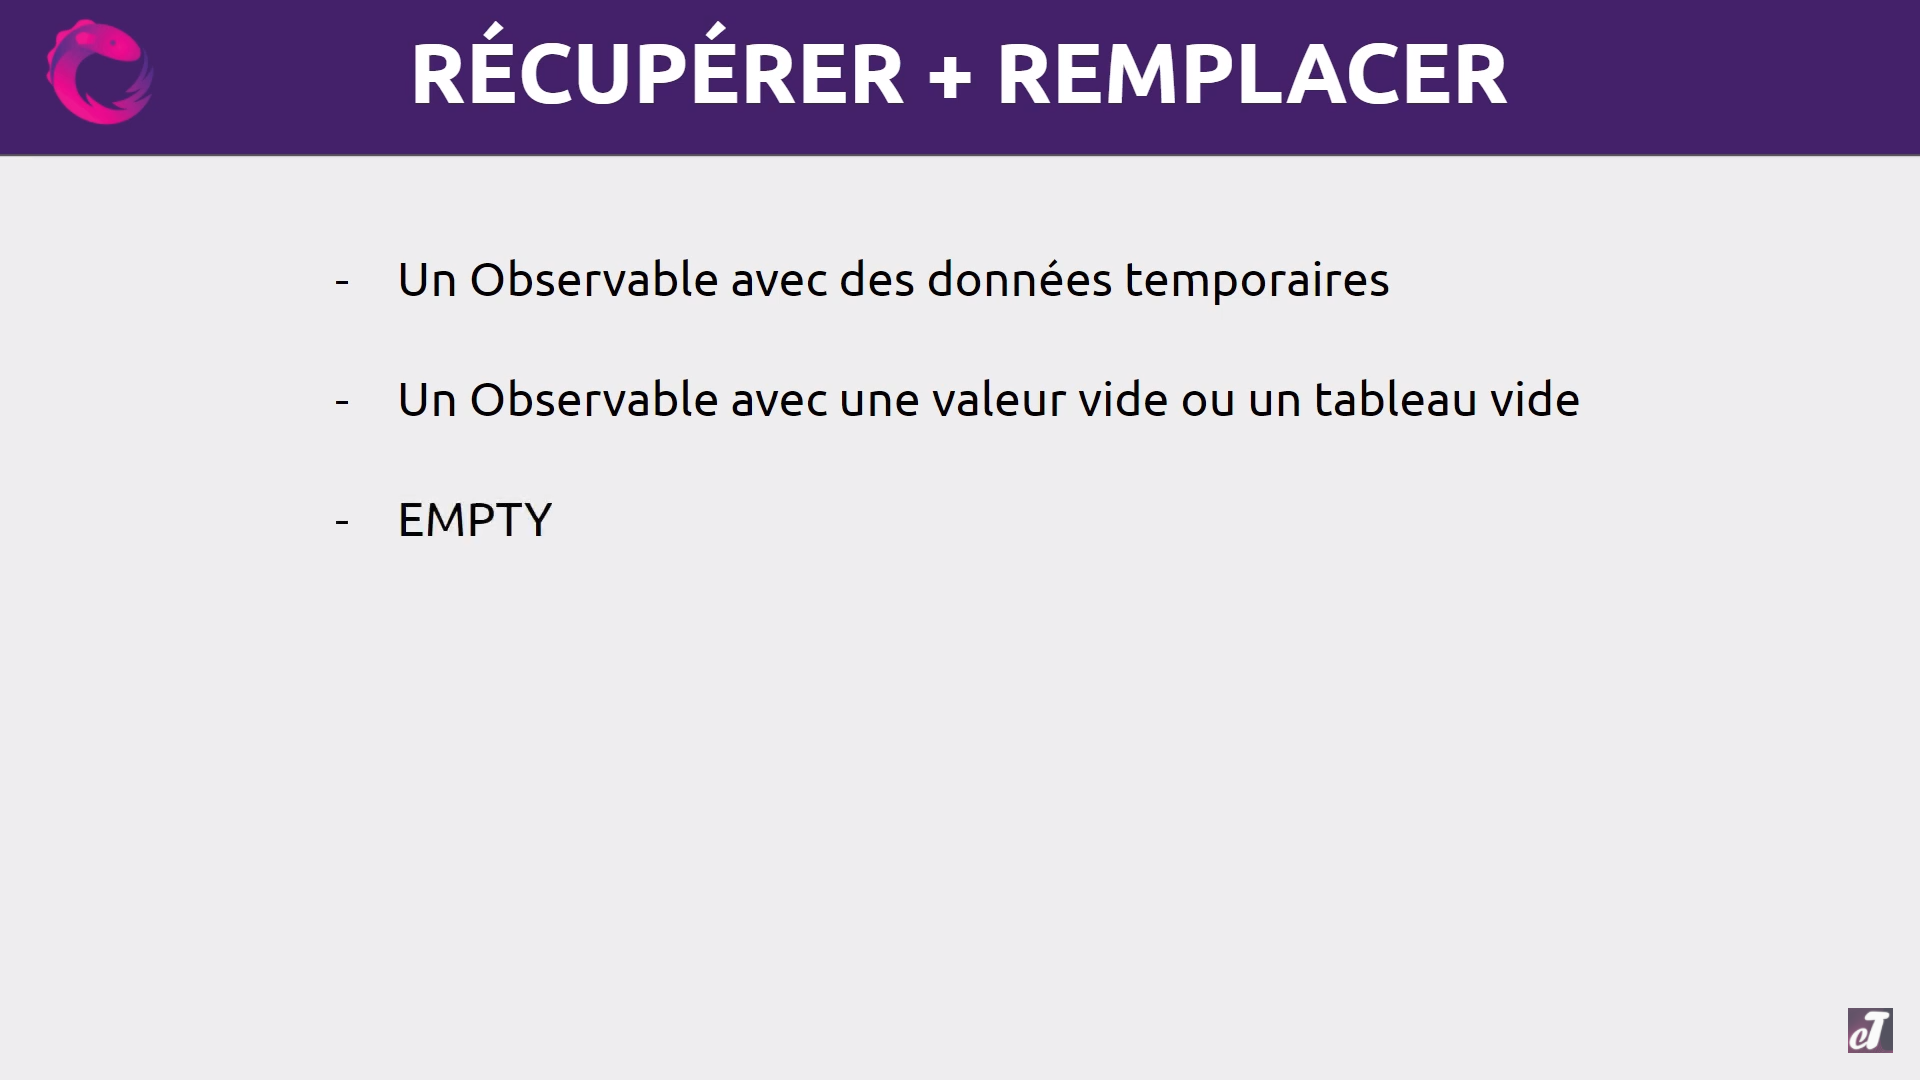 RÉCUPÉRER + REMPLACER
- Un Observable avec des données temporaires
- Un Observable avec une valeur vide ou un tableau vide
- EMPTY
eT